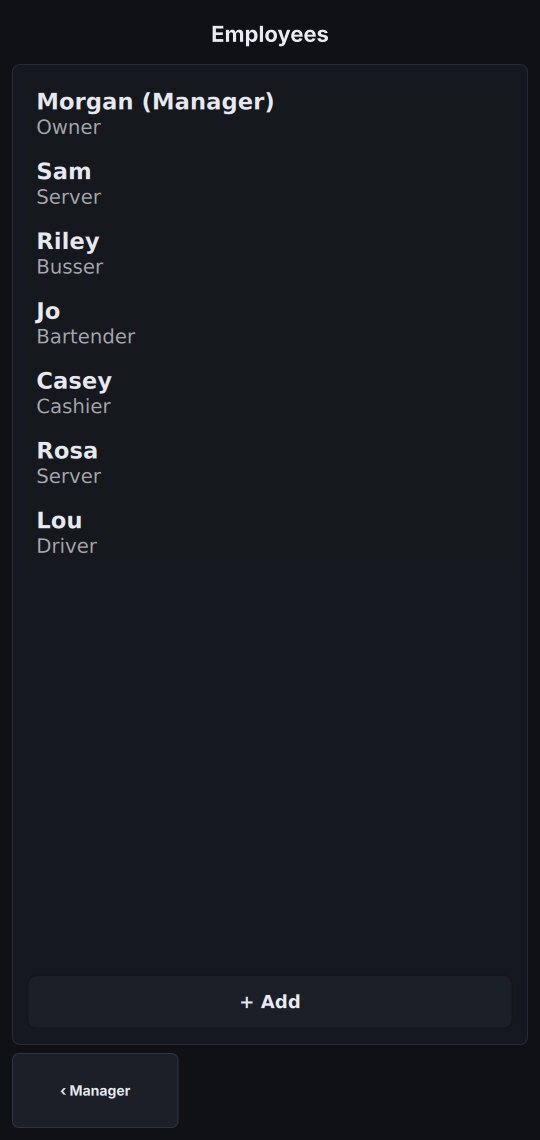 Employees
Morgan (Manager)
Owner
Sam
Server
Riley
Busser
Jo
Bartender
Casey
Cashier
Rosa
Server
Lou
Driver
+ Add
‹ Manager